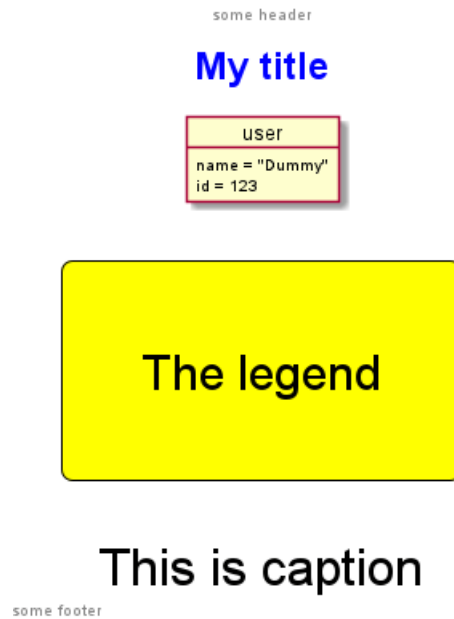 some header
My title
user
name = "Dummy"
id = 123
The legend
This is caption
some footer